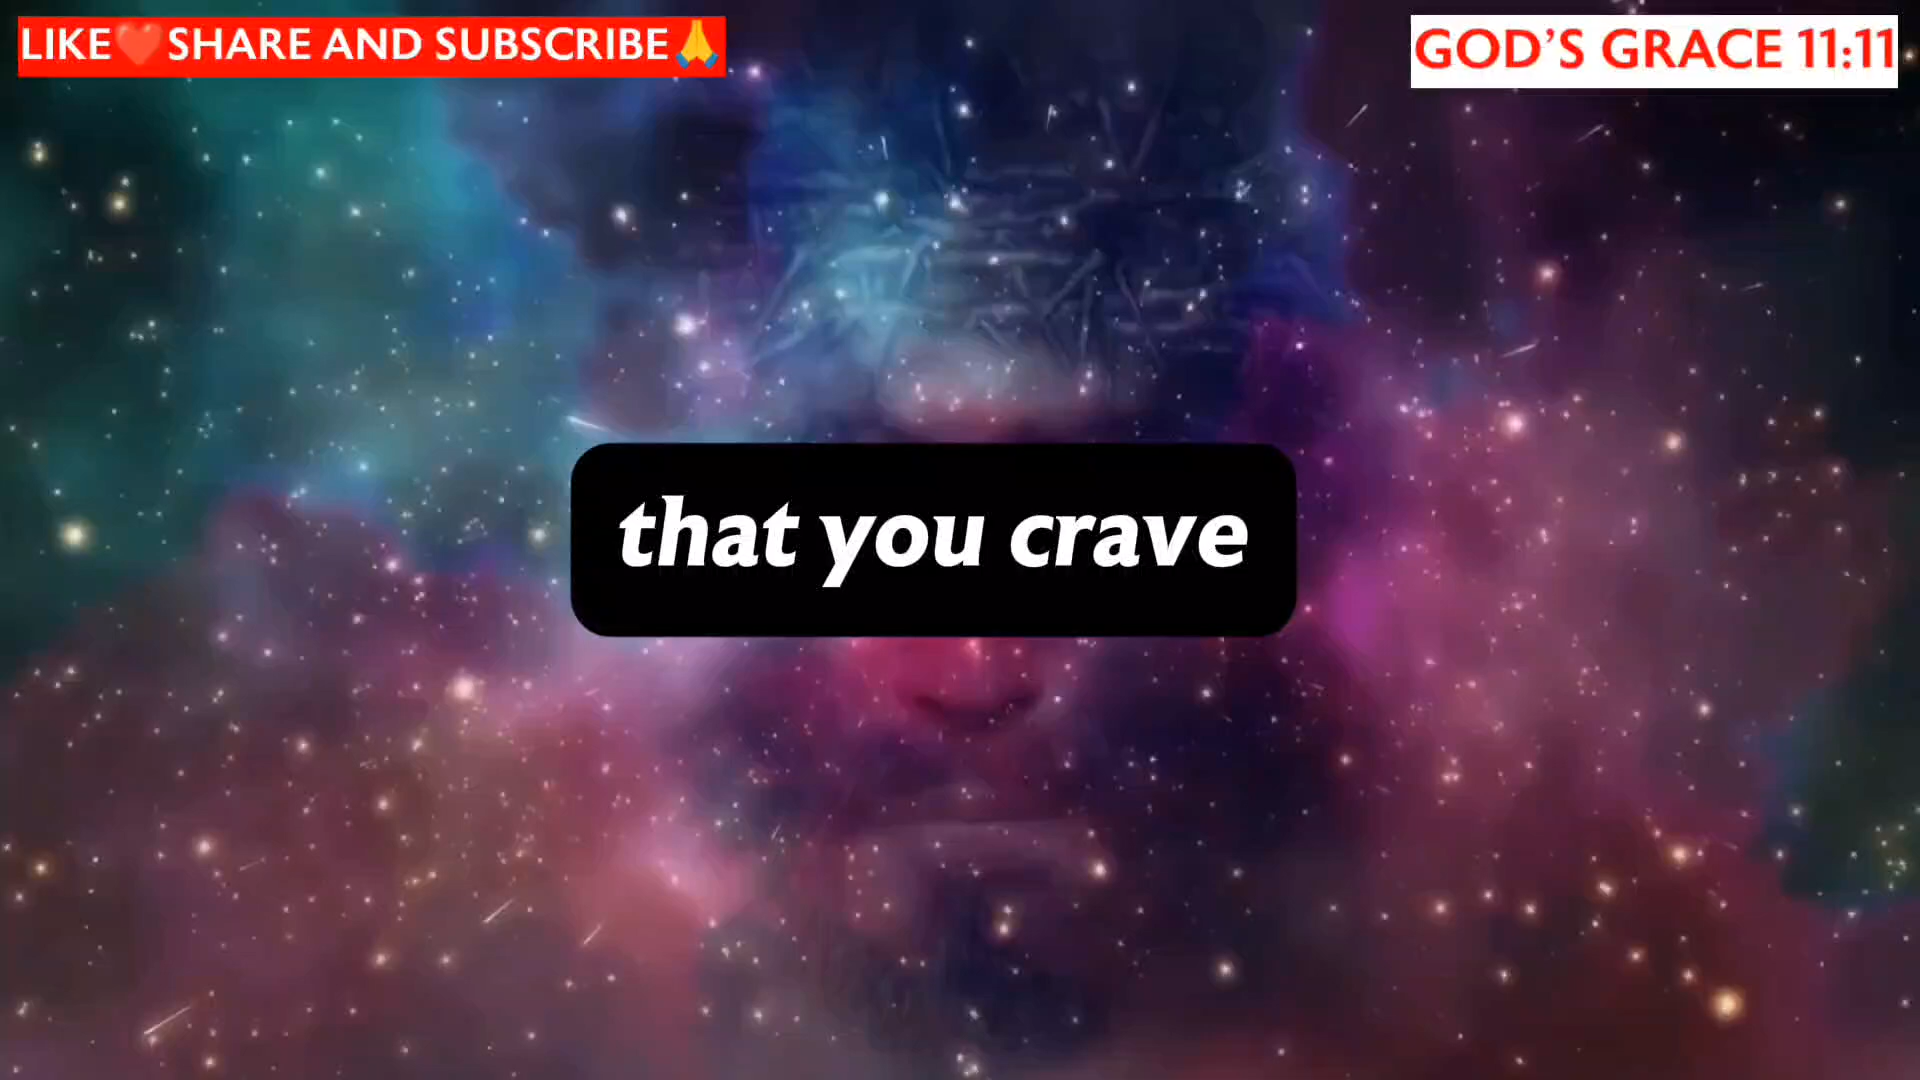 LIKE❤️SHARE AND SUBSCRIBE🙏
GOD’S GRACE 11:11
that you crave